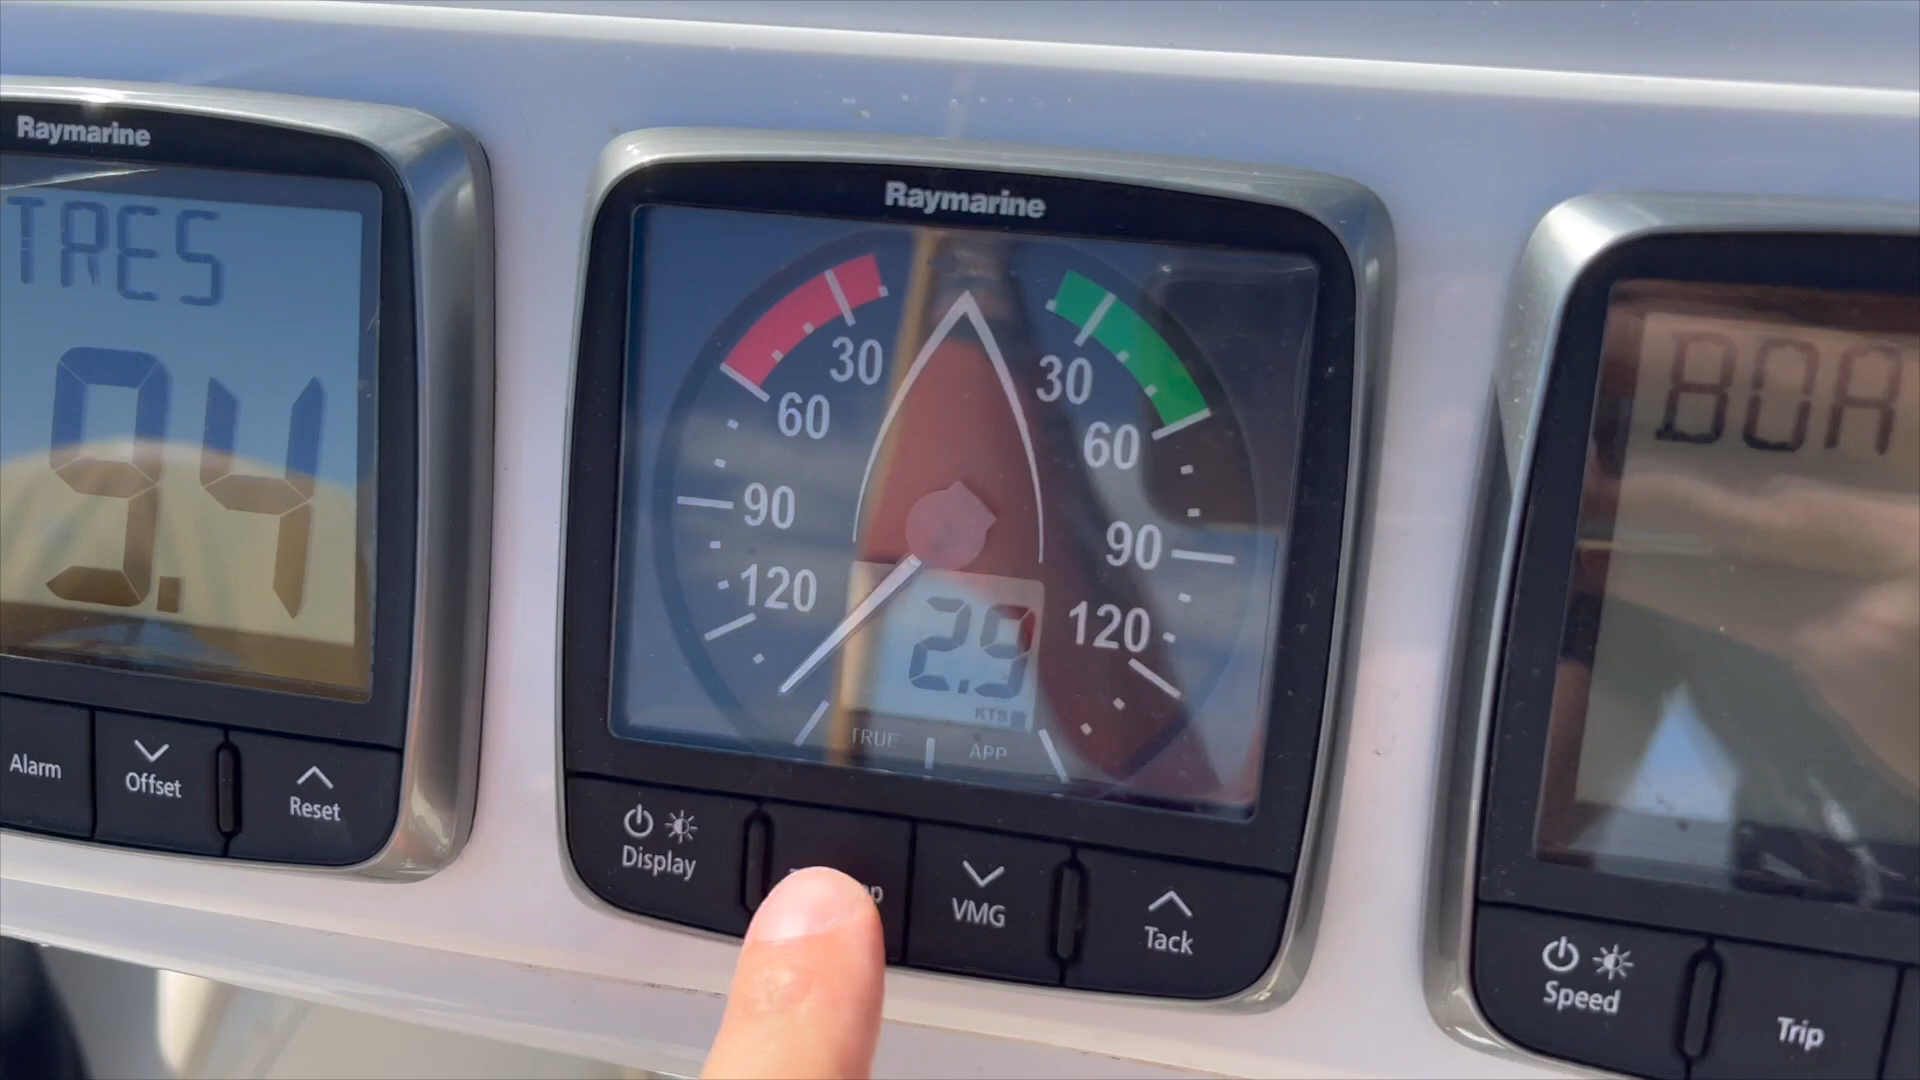 Raymarine
TRES
9.4
Alarm
Offset
Reset
Raymarine
30
60
90
120
30
60
90
120
2.9
KTS
TRUE
APP
Display
VMG
Tack
BOA
Speed
Trip